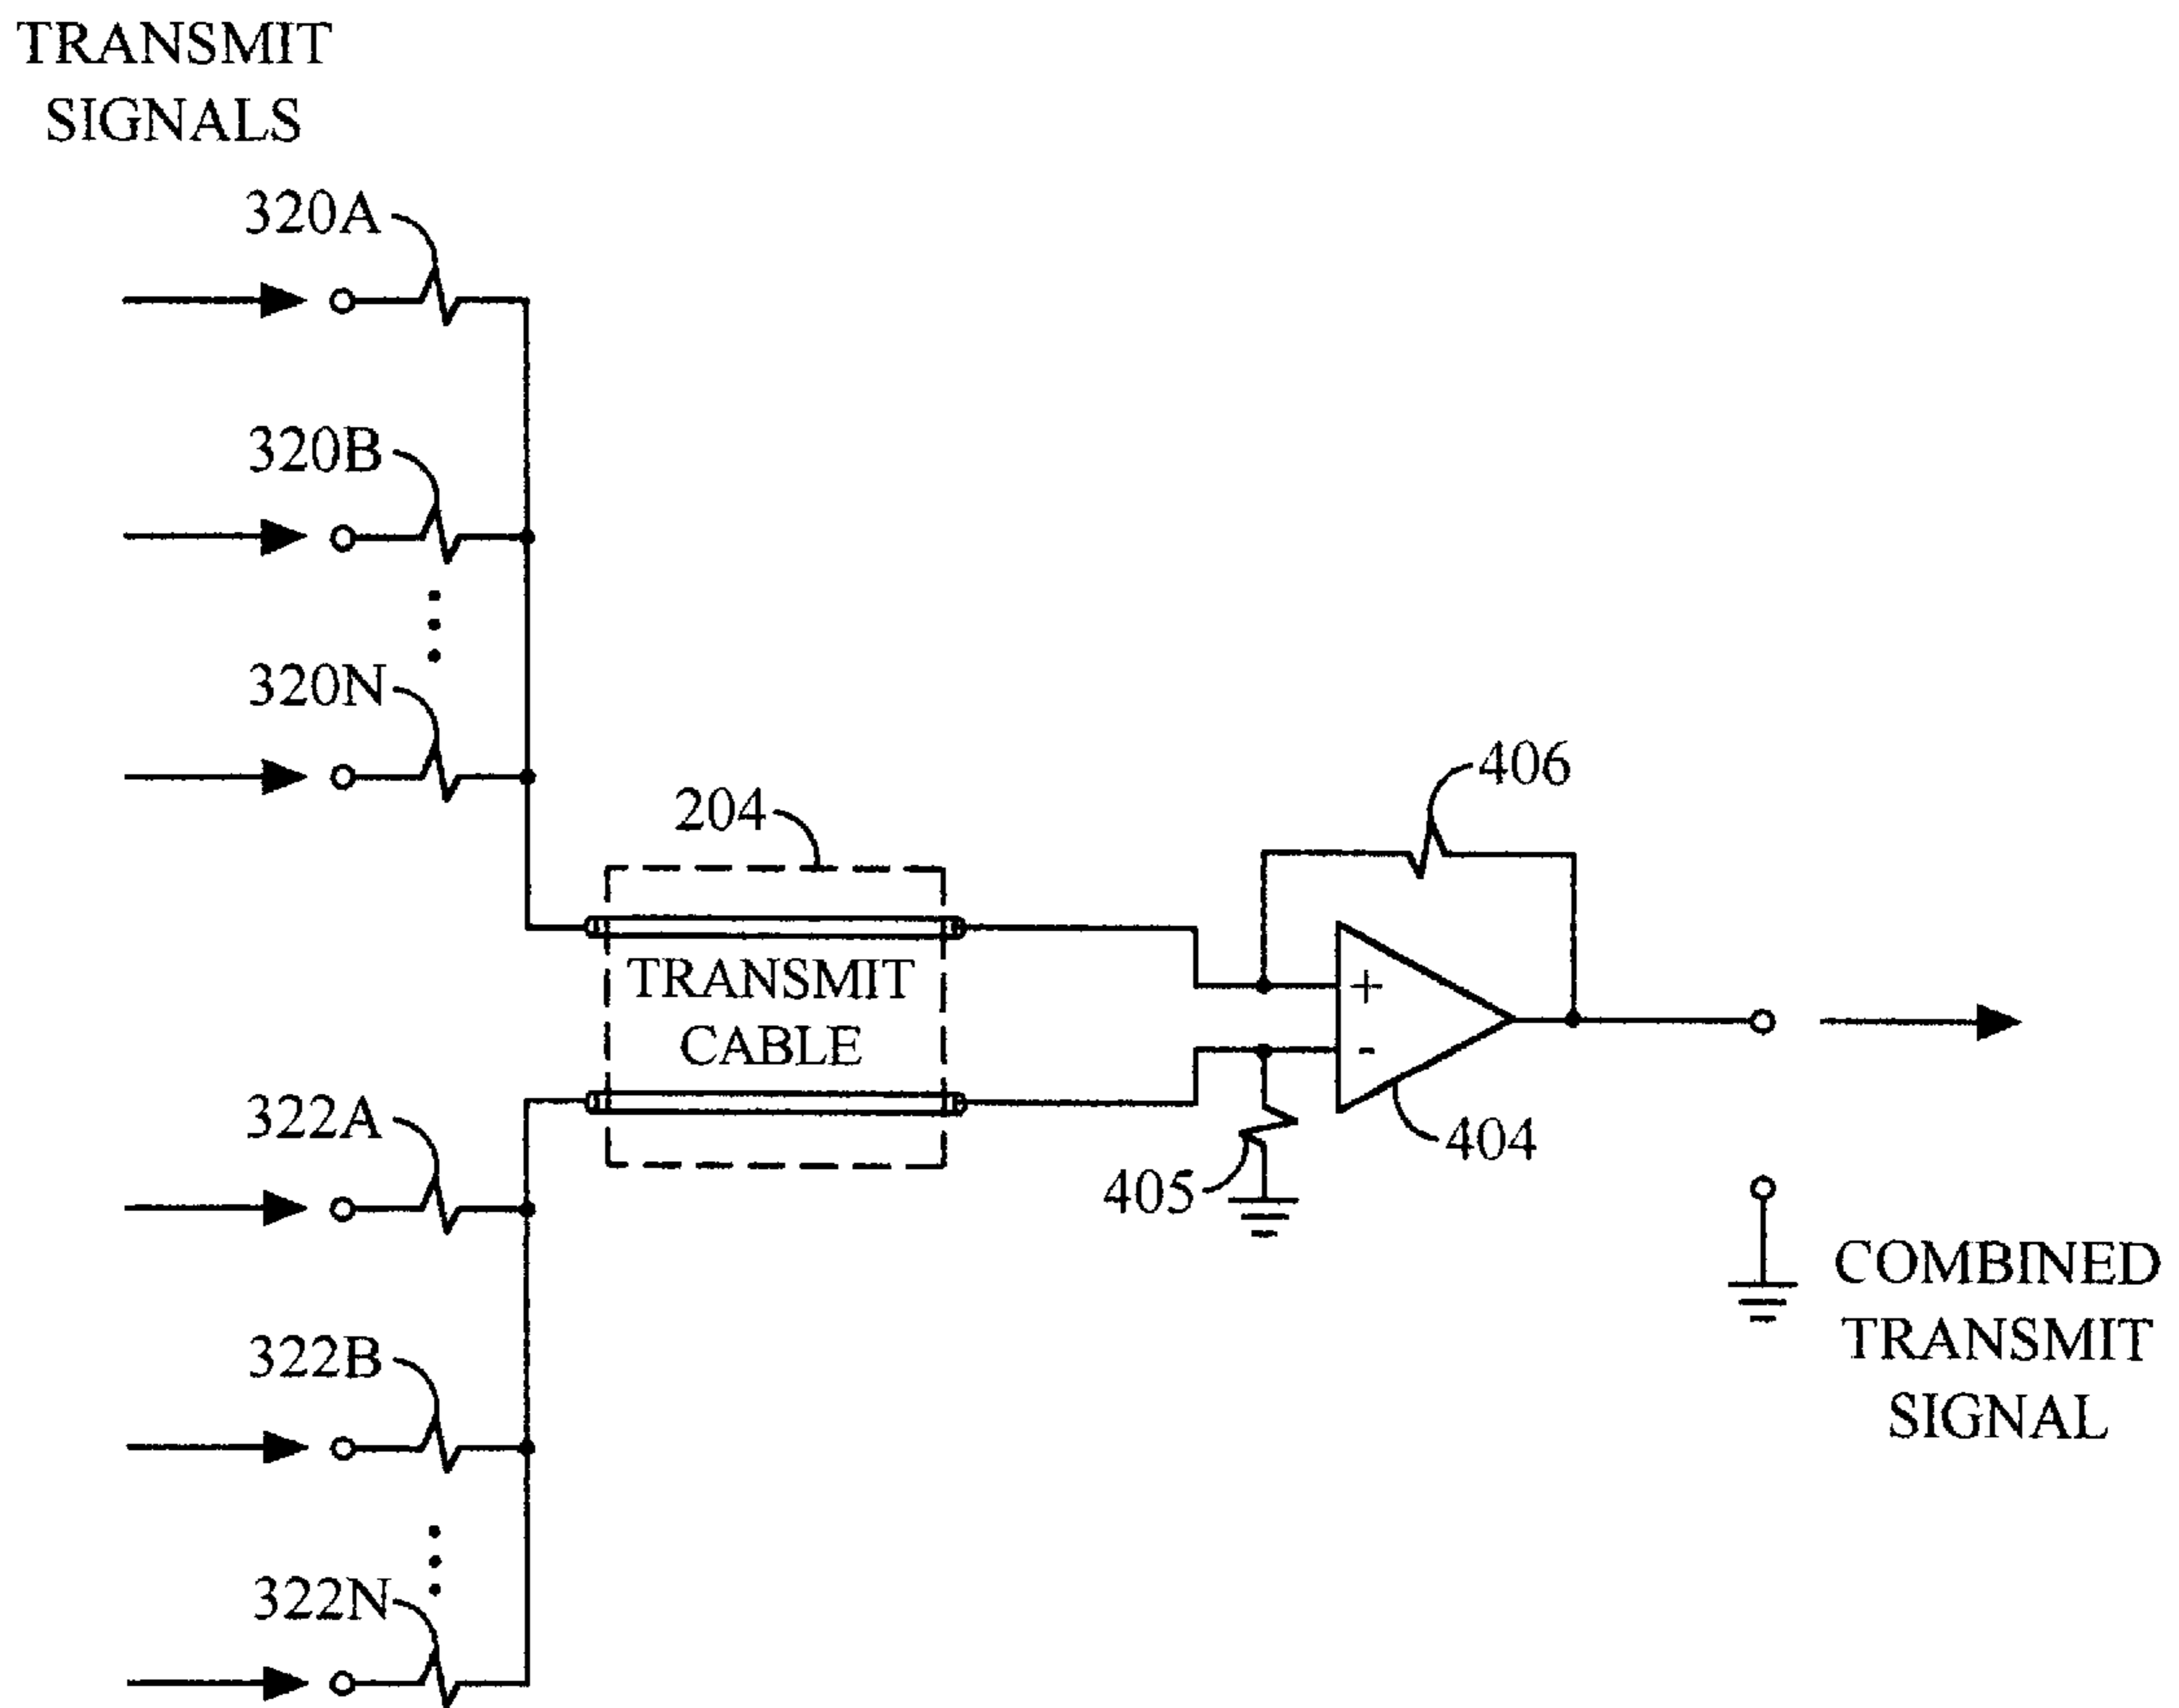 TRANSMIT
SIGNALS
320A
320B
320N
406
204
TRANSMIT
CABLE
+
-
404
405
322A
322B
322N
COMBINED
TRANSMIT
SIGNAL